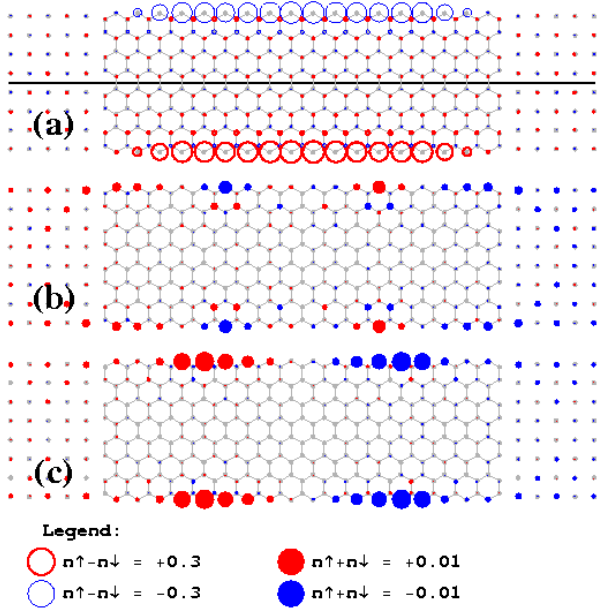 (a)
(b)
(c)
Legend:
n↑-n↓ = +0.3 n↑+n↓ = +0.01
n↑-n↓ = -0.3 n↑+n↓ = -0.01